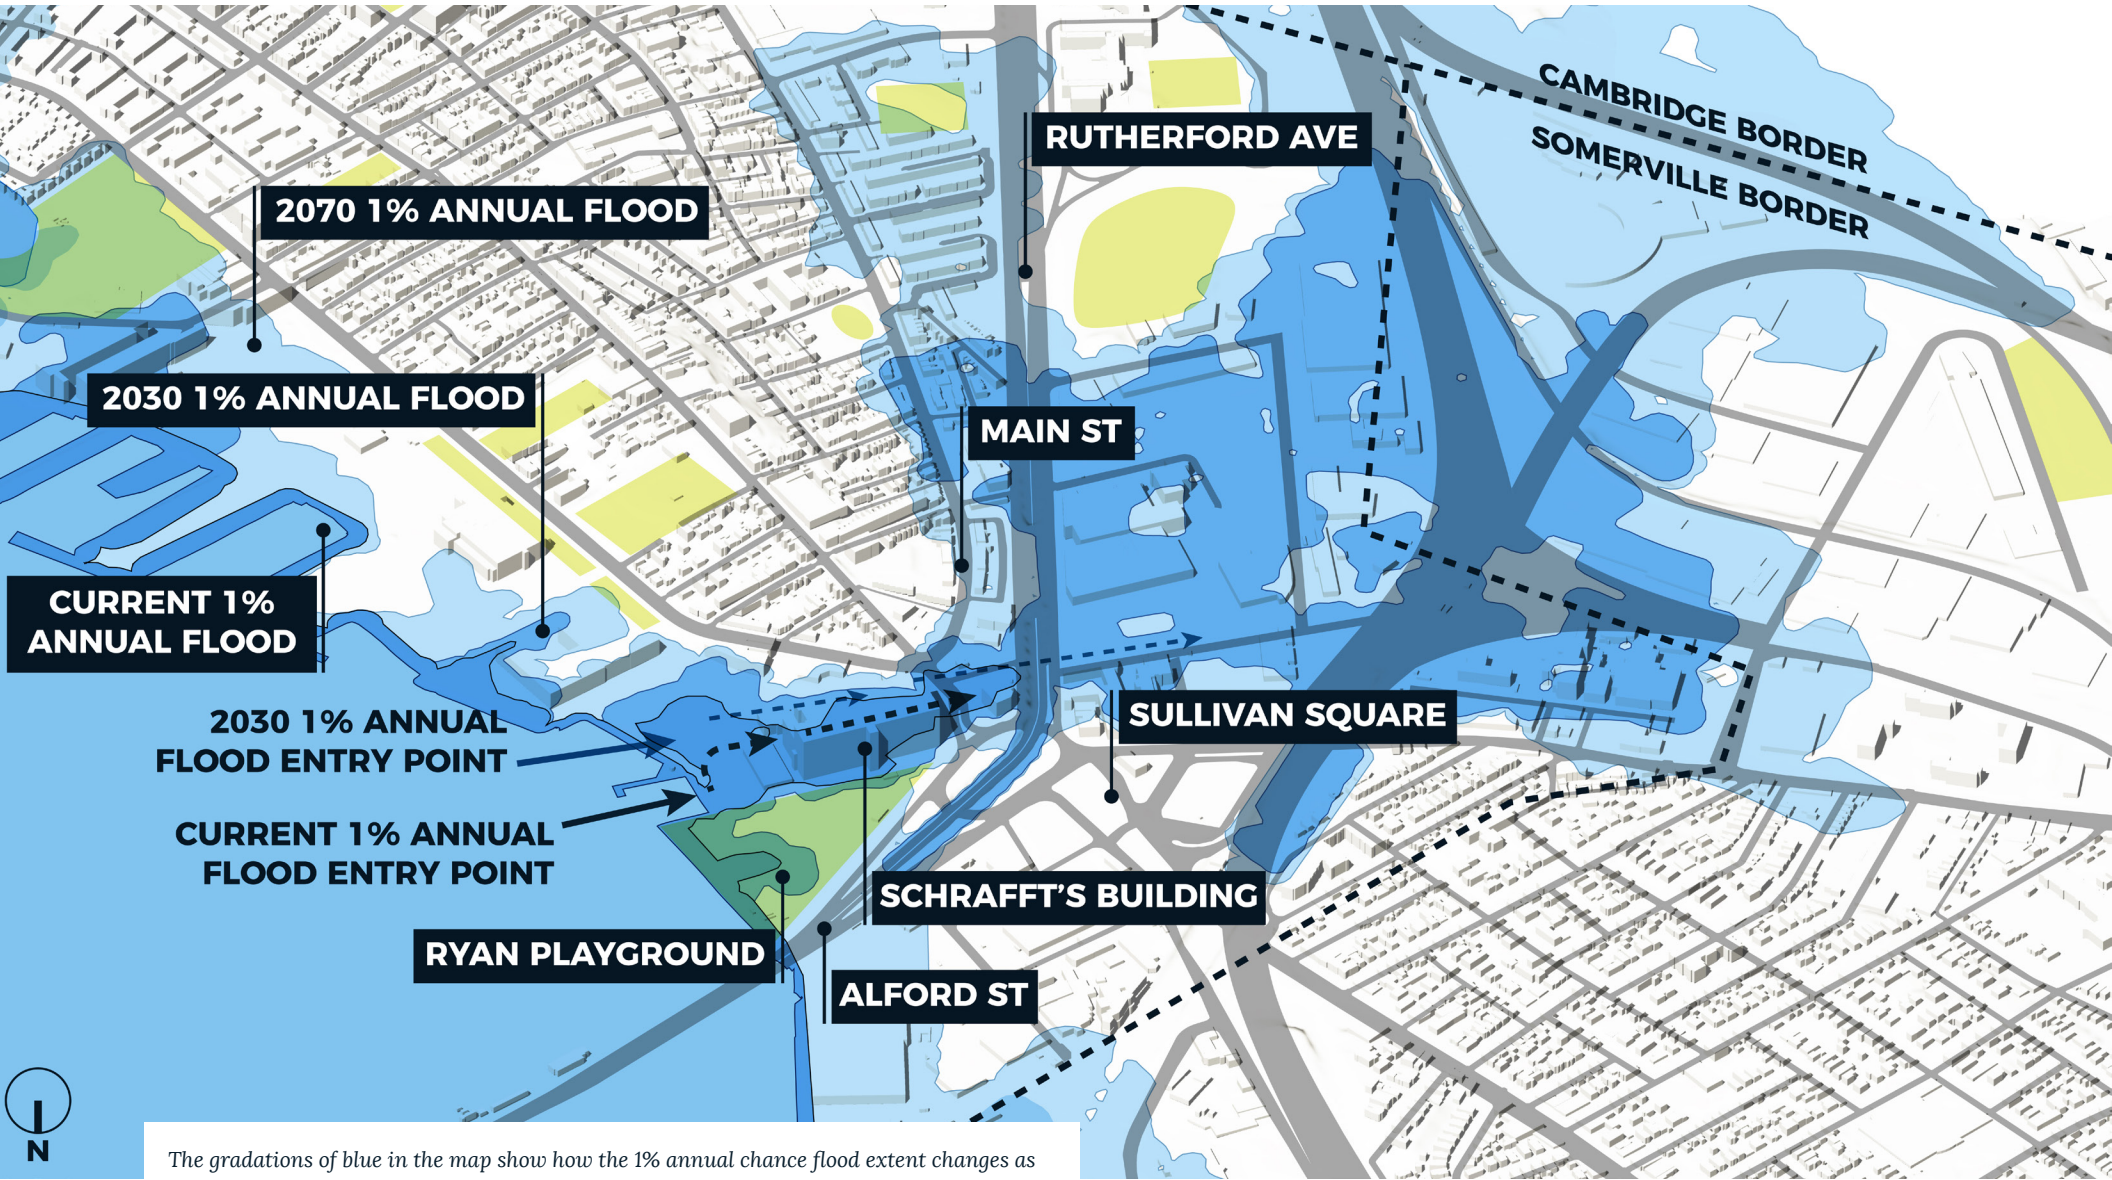 CAMBRIDGE BORDER
SOMERVILLE BORDER
RUTHERFORD AVE
2070 1% ANNUAL FLOOD
2030 1% ANNUAL FLOOD
MAIN ST
CURRENT 1%
ANNUAL FLOOD
2030 1% ANNUAL
FLOOD ENTRY POINT
SULLIVAN SQUARE
CURRENT 1% ANNUAL
FLOOD ENTRY POINT
SCHRAFFT’S BUILDING
RYAN PLAYGROUND
ALFORD ST
N
The gradations of blue in the map show how the 1% annual chance flood extent changes as